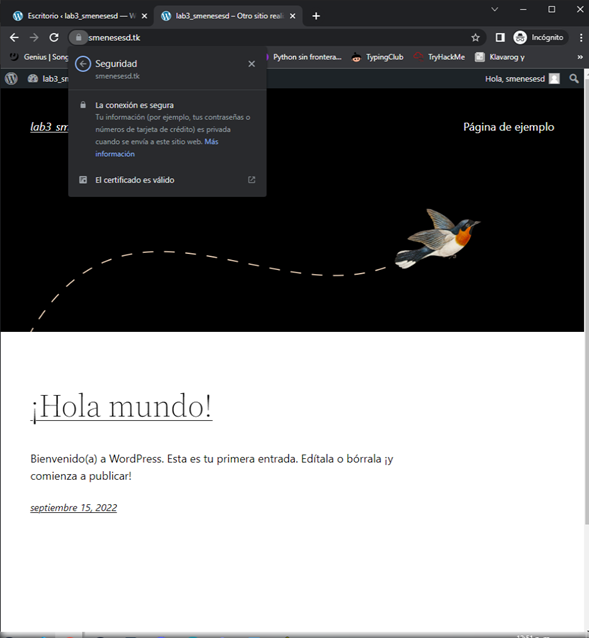 Escritorio ‹ lab3_smenesesd — W
lab3_smenesesd – Otro sitio reali
smenesesd.tk
Incógnito
Genius | Song
Python sin frontera...
TypingClub
TryHackMe
Klavarog y
»
lab3_sm
Hola, smenesesd
Seguridad
smenesesd.tk
La conexión es segura
Tu información (por ejemplo, tus contraseñas o
números de tarjeta de crédito) es privada
cuando se envía a este sitio web. Más
información
El certificado es válido
lab3_sm
Página de ejemplo
¡Hola mundo!
Bienvenido(a) a WordPress. Esta es tu primera entrada. Edítala o bórrala ¡y
comienza a publicar!
septiembre 15, 2022